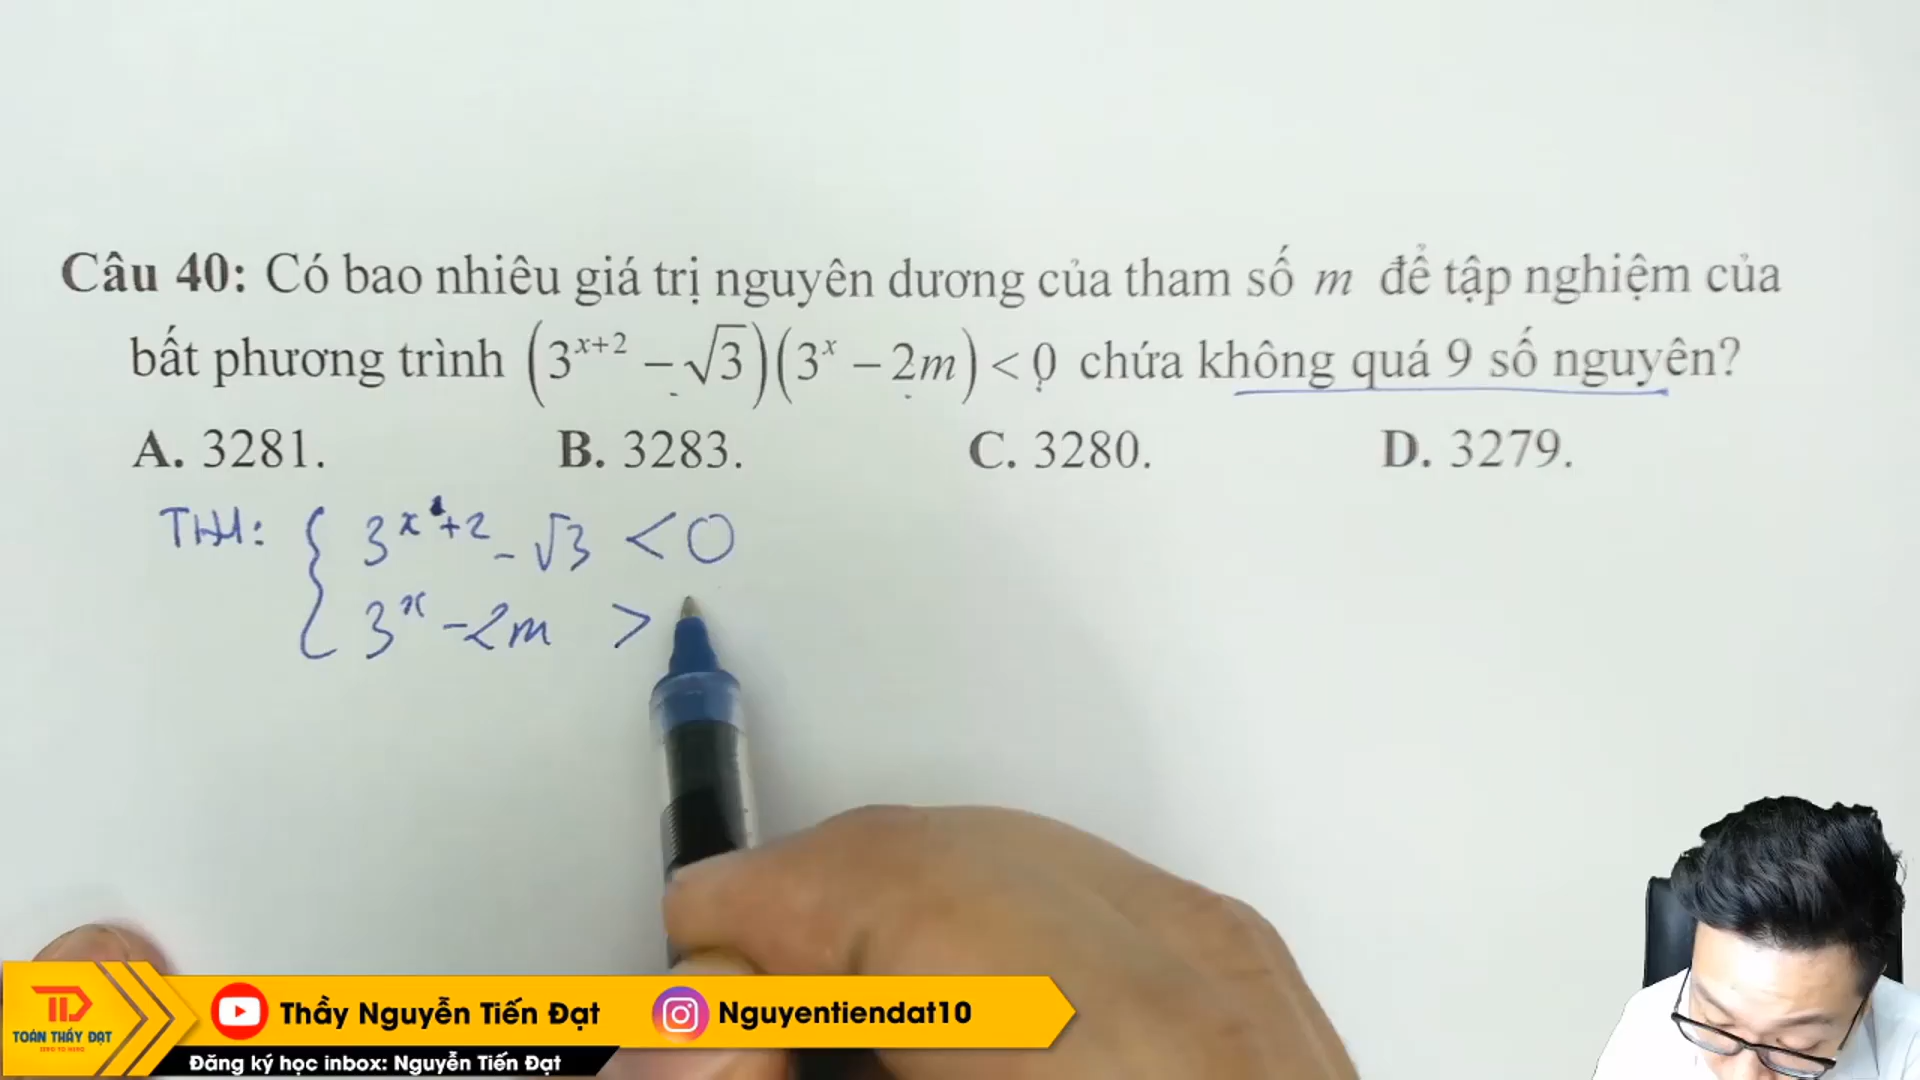 Câu 40: Có bao nhiêu giá trị nguyên dương của tham số m để tập nghiệm của
bất phương trình (3^{x+2} − √3)(3^x − 2m) < 0 chứa không quá 9 số nguyên?
A. 3281. B. 3283. C. 3280. D. 3279.
TH1: { 3^{x+2} - √3 < 0
3^x - 2m >
TOÁN THẦY ĐẠT
Thầy Nguyễn Tiến Đạt Nguyentiendat10
Đăng ký học inbox: Nguyễn Tiến Đạt